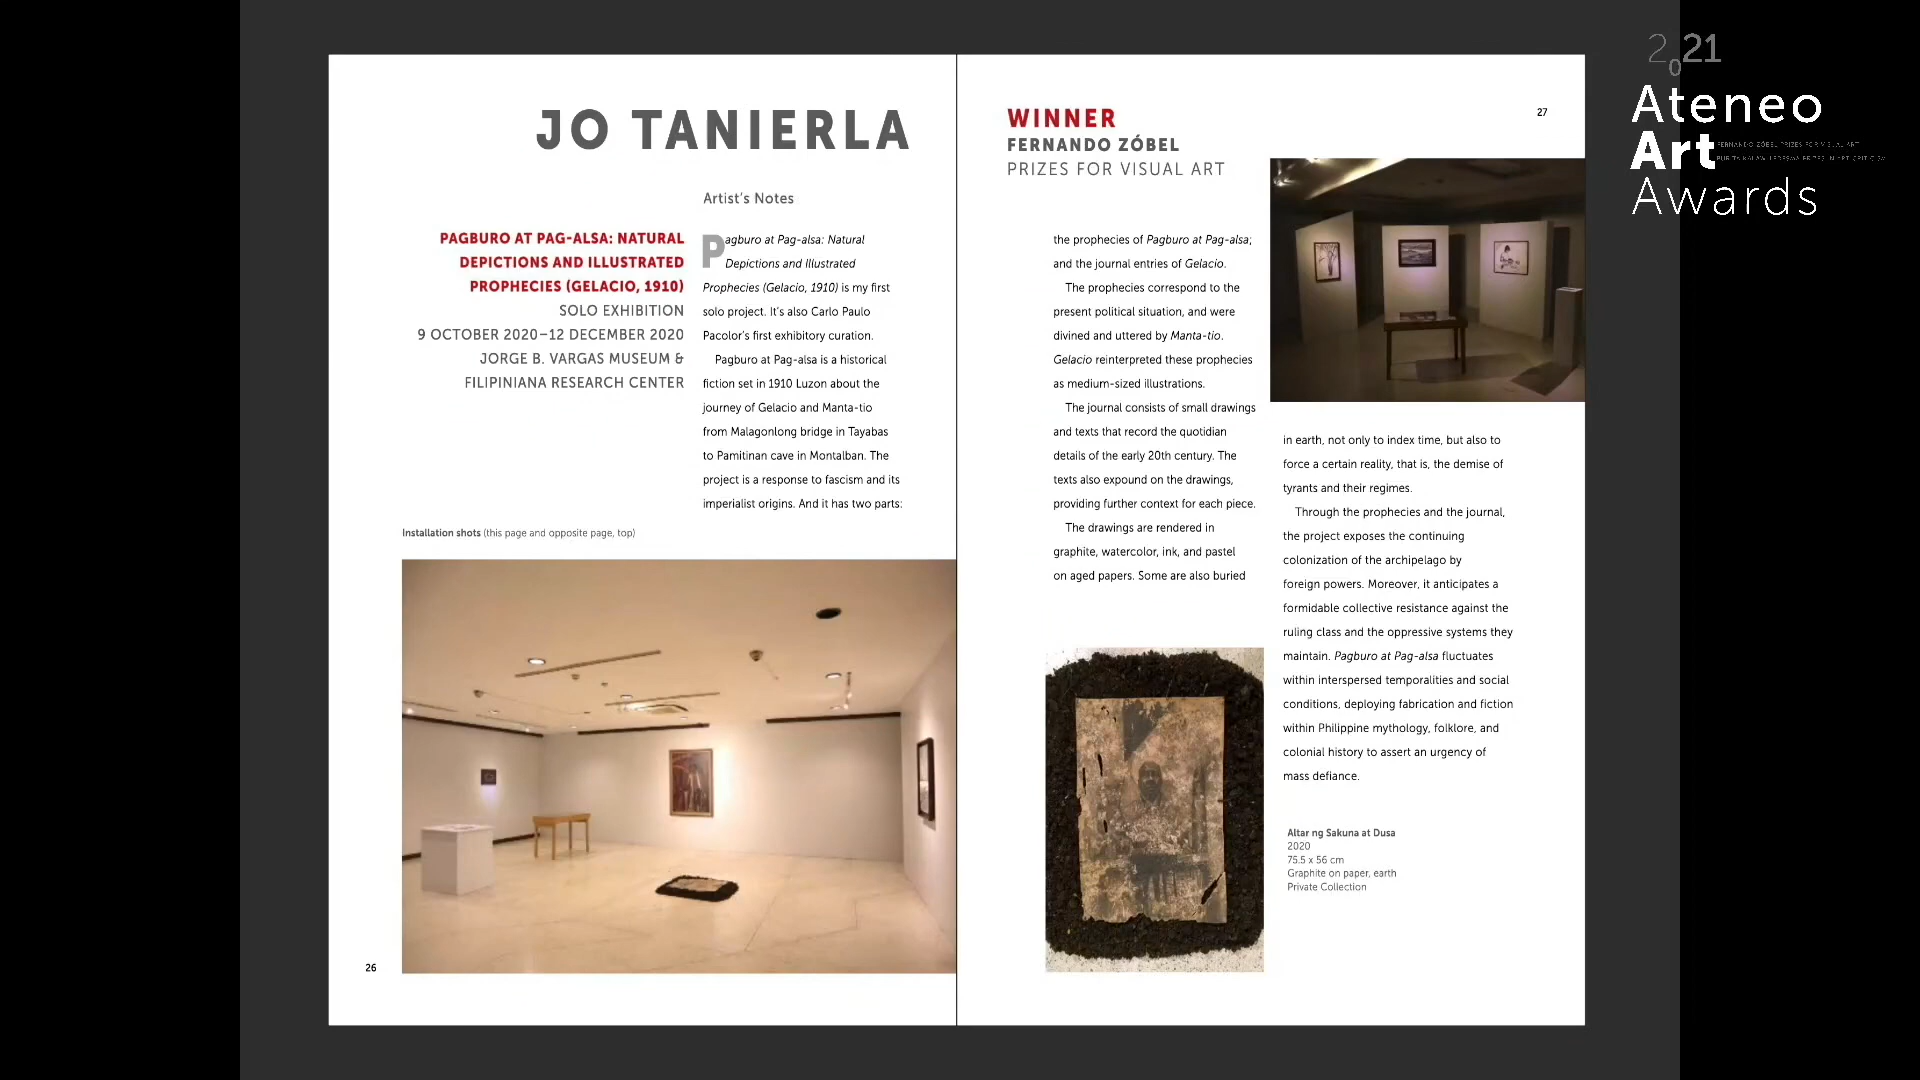 JO TANIERLA
PAGBURO AT PAG-ALSA: NATURAL
DEPICTIONS AND ILLUSTRATED
PROPHECIES (GELACIO, 1910)
SOLO EXHIBITION
9 OCTOBER 2020–12 DECEMBER 2020
JORGE B. VARGAS MUSEUM &
FILIPINIANA RESEARCH CENTER
Artist's Notes
Pagburo at Pag-alsa: Natural
Depictions and Illustrated
Prophecies (Gelacio, 1910) is my first
solo project. It's also Carlo Paulo
Pacolor's first exhibitory curation.
Pagburo at Pag-alsa is a historical
fiction set in 1910 Luzon about the
journey of Gelacio and Manta-tio
from Malagonlong bridge in Tayabas
to Pamitinan cave in Montalban. The
project is a response to fascism and its
imperialist origins. And it has two parts:
Installation shots (this page and opposite page, top)
26
WINNER
FERNANDO ZÓBEL
PRIZES FOR VISUAL ART
27
the prophecies of Pagburo at Pag-alsa;
and the journal entries of Gelacio.
The prophecies correspond to the
present political situation, and were
divined and uttered by Manta-tio.
Gelacio reinterpreted these prophecies
as medium-sized illustrations.
The journal consists of small drawings
and texts that record the quotidian
details of the early 20th century. The
texts also expound on the drawings,
providing further context for each piece.
The drawings are rendered in
graphite, watercolor, ink, and pastel
on aged papers. Some are also buried
in earth, not only to index time, but also to
force a certain reality, that is, the demise of
tyrants and their regimes.
Through the prophecies and the journal,
the project exposes the continuing
colonization of the archipelago by
foreign powers. Moreover, it anticipates a
formidable collective resistance against the
ruling class and the oppressive systems they
maintain. Pagburo at Pag-alsa fluctuates
within interspersed temporalities and social
conditions, deploying fabrication and fiction
within Philippine mythology, folklore, and
colonial history to assert an urgency of
mass defiance.
Altar ng Sakuna at Dusa
2020
75.5 x 56 cm
Graphite on paper, earth
Private Collection
2021
Ateneo
Art
Awards
FERNANDO ZÓBEL PRIZES FOR VISUAL ART